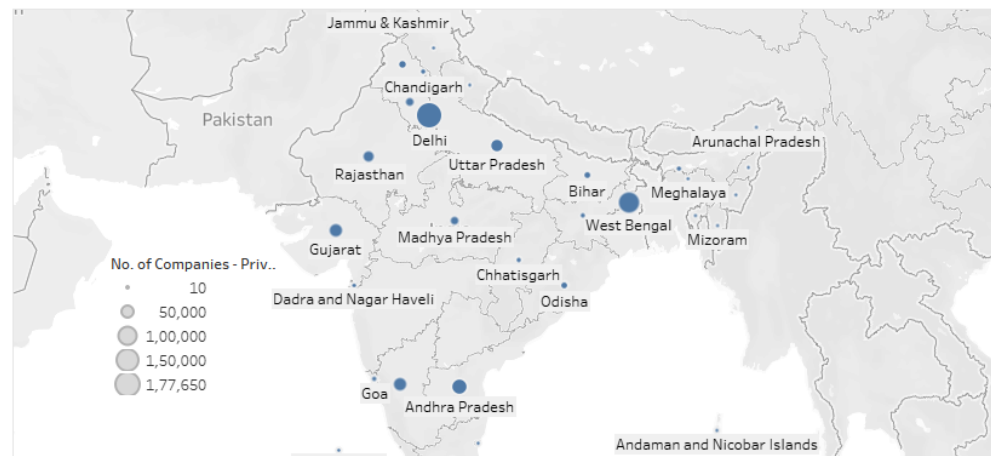 Jammu & Kashmir
Chandigarh
Pakistan
Delhi
Arunachal Pradesh
Uttar Pradesh
Rajasthan
Bihar
Meghalaya
West Bengal
Madhya Pradesh
Mizoram
Gujarat
No. of Companies - Priv..
Chhatisgarh
10
Dadra and Nagar Haveli
Odisha
50,000
1,00,000
1,50,000
1,77,650
Goa
Andhra Pradesh
Andaman and Nicobar Islands